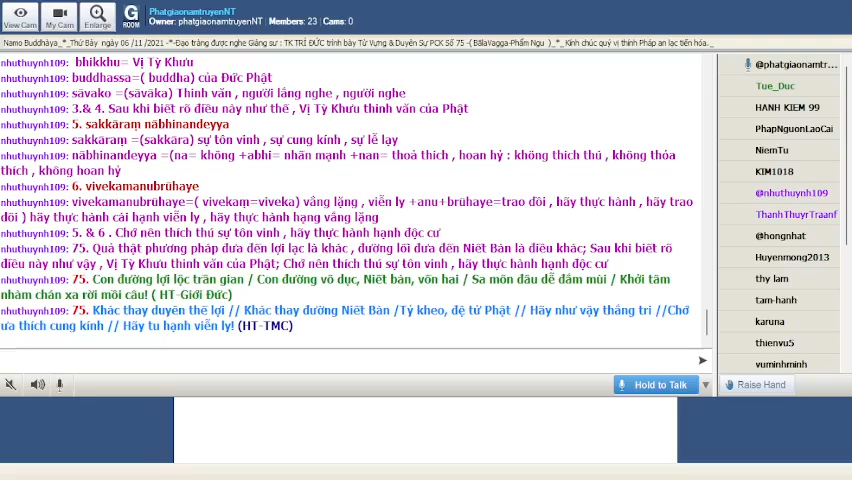 PhatgiaonamtruyenNT
Owner: phatgiaonamtruyenNT Members: 23 Cams: 0
View Cam
My Cam
Enlarge
G
ROOM
Namo Buddhàya_*_Thứ Bảy ngày 06 /11 /2021 -*-Đạo tràng được nghe Giảng sư : TK TRÍ ĐỨC trình bày Từ Vựng & Duyên Sự PCK Số 75 -( BālaVagga-Phẩm Ngu )_*_ Kính chúc quý vị thính Pháp an lạc tiến hóa._
nhuthuynh109: bhikkhu= Vị Tỳ Khưu
nhuthuynh109: buddhassa=( buddha) của Đức Phật
nhuthuynh109: sāvako =(sāvāka) Thinh văn , người lắng nghe , người nghe
nhuthuynh109: 3.& 4. Sau khi biết rõ điều này như thế , Vị Tỳ Khưu thinh văn của Phật
nhuthuynh109: 5. sakkāraṃ nābhinandeyya
nhuthuynh109: sakkāraṃ =(sakkāra) sự tôn vinh , sự cung kính , sự lễ lạy
nhuthuynh109: nābhinandeyya =(na= không +abhi= nhấn mạnh +nan= thoả thích , hoan hỷ : không thích thú , không thỏa
thích , không hoan hỷ
nhuthuynh109: 6. vivekamanubrūhaye
nhuthuynh109: vivekamanubrūhaye=( vivekaṃ=viveka) vắng lặng , viễn ly +anu+brūhaye=trao dồi , hãy thực hành , hãy trao
dồi ) hãy thực hành cái hạnh viễn ly , hãy thực hành hạng vắng lặng
nhuthuynh109: 5. & 6 . Chớ nên thích thú sự tôn vinh , hãy thực hành hạnh độc cư
nhuthuynh109: 75. Quả thật phương pháp đưa đến lợi lạc là khác , đường lối đưa đến Niết Bàn là điều khác; Sau khi biết rõ
điều này như vậy , Vị Tỳ Khưu thinh văn của Phật; Chớ nên thích thú sự tôn vinh , hãy thực hành hạnh độc cư
nhuthuynh109: 75. Con đường lợi lộc trần gian / Con đường vô dục, Niết bàn, vốn hai / Sa môn đâu dễ đắm mùi / Khởi tâm
nhàm chán xa rời mồi câu! ( HT-Giới Đức)
nhuthuynh109: 75. Khác thay duyên thế lợi // Khác thay đường Niết Bàn /Tỷ kheo, đệ tử Phật // Hãy như vậy thắng tri //Chớ
ưa thích cung kính // Hãy tu hạnh viễn ly! (HT-TMC)
Hold to Talk
@phatgiaonamtr...
Tue_Duc
HANH KIEM 99
PhapNguonLaoCai
NiemTu
KIM1018
@nhuthuynh109
ThanhThuyrTraanf
@hongnhat
Huyenmong2013
thy lam
tam-hanh
karuna
thienvu5
vuminhminh
Raise Hand